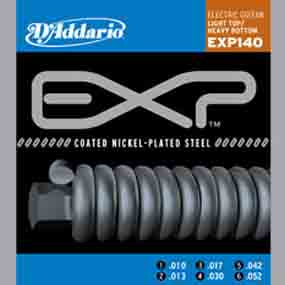 D'Addario
ELECTRIC GUITAR
LIGHT TOP/
HEAVY BOTTOM
EXP140
EXP™
COATED NICKEL-PLATED STEEL
1 .010 3 .017 5 .042
2 .013 4 .030 6 .052